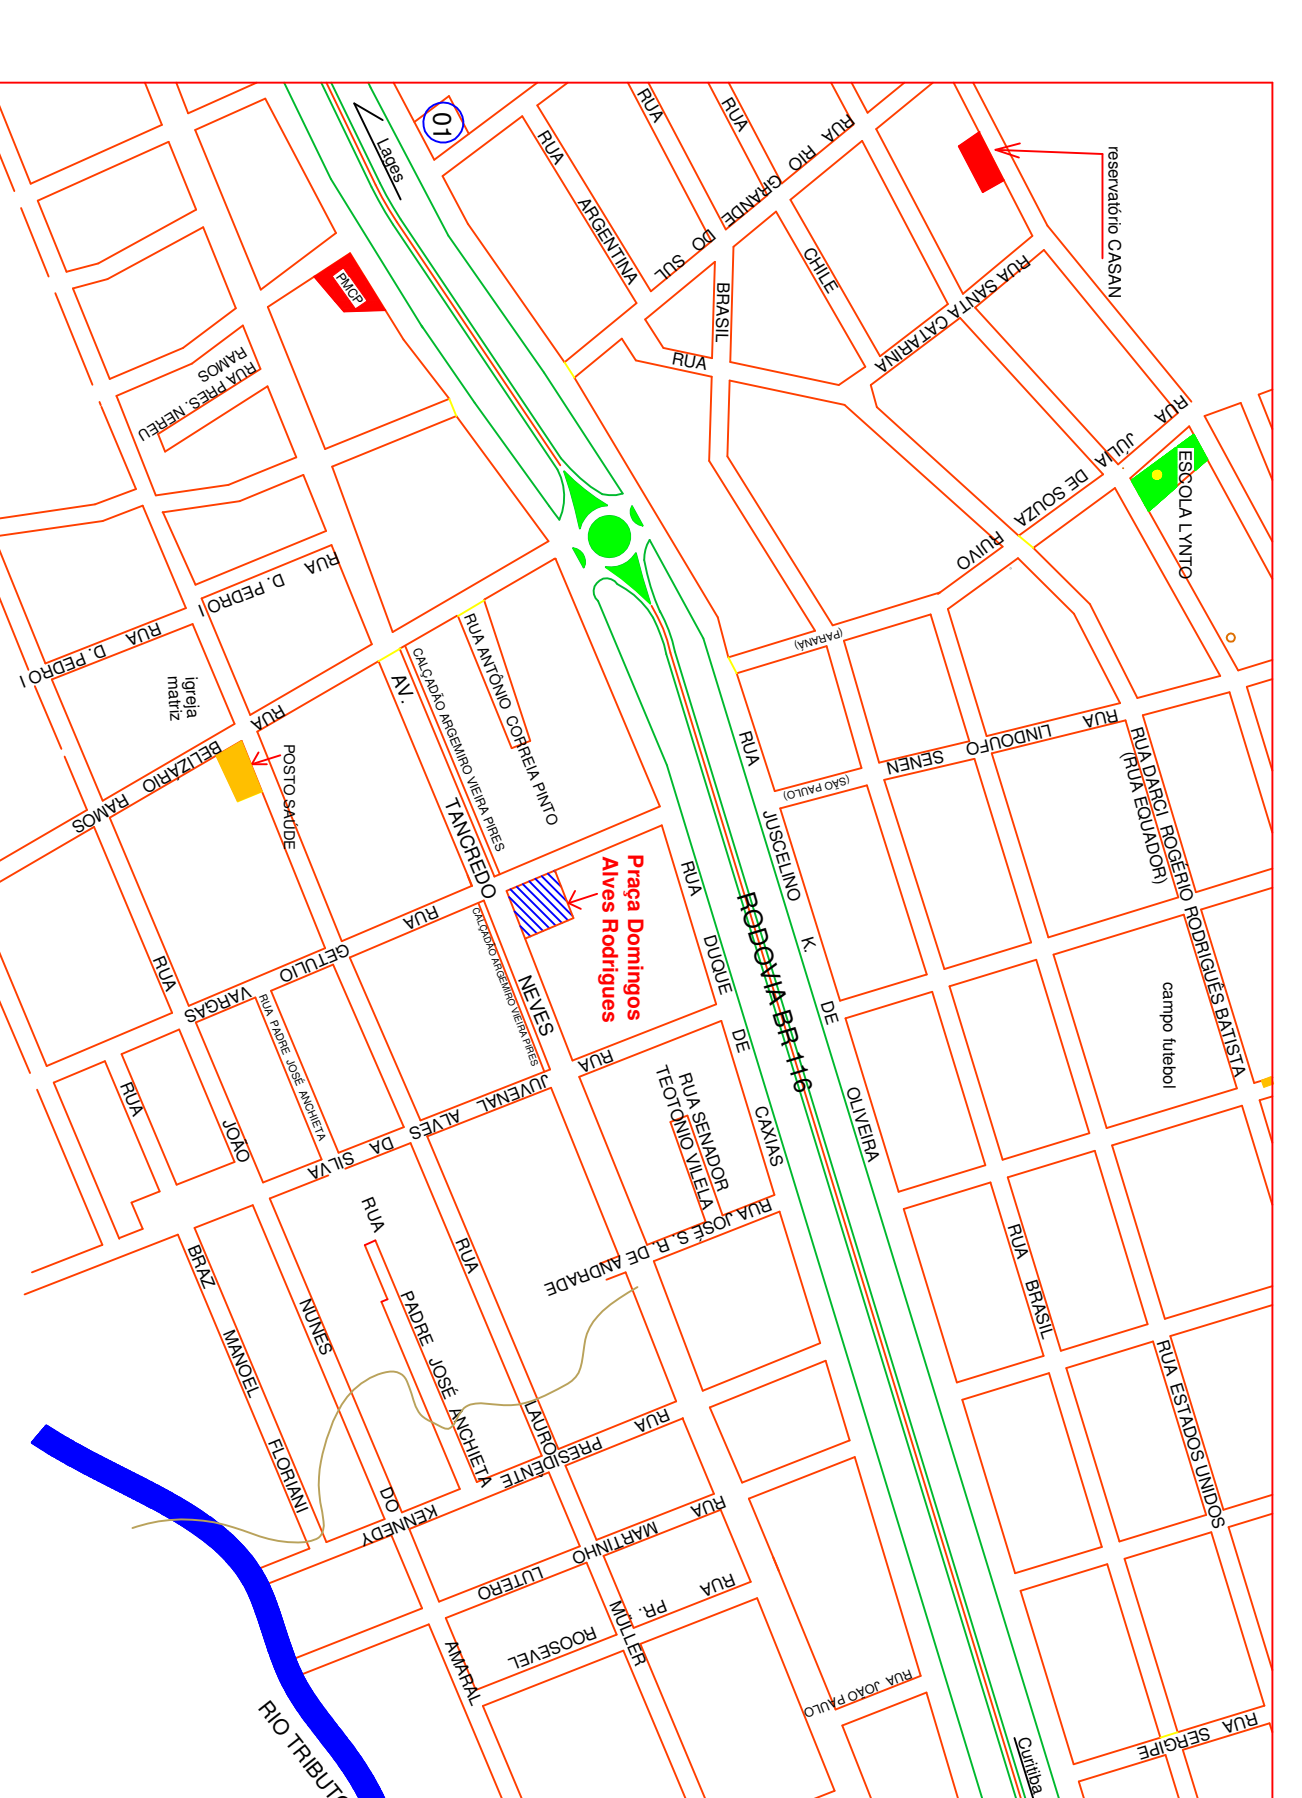 01
Lages
RUA
ARGENTINA
RUA
RUA
CHILE
RUA RIO GRANDE DO SUL
reservatório CASAN
BRASIL
RUA
RUA SANTA CATARINA
PMCP
RUA PRES. NEREU
RAMOS
RUA JÚLIA DE SOUZA
RUIVO
ESCOLA LYNTO
RUA D. PEDRO I
RUA D. PEDRO I
igreja
matriz
RUA BELIZÁRIO RAMOS
POSTO SAÚDE
AV. TANCREDO NEVES
CALÇADÃO ARGEMIRO VIEIRA PIRES
RUA ANTÔNIO CORREIA PINTO
(PARANÁ)
RUA LINDOUFO SENEN
(SÃO PAULO)
RUA DARCI ROGÉRIO RODRIGUÊS BATISTA
(RUA EQUADOR)
RUA JUSCELINO K. DE OLIVEIRA
RODOVIA BR 116
RUA DUQUE DE CAXIAS
Praça Domingos
Alves Rodrigues
CALÇADÃO ARGEMIRO VIEIRA PIRES
RUA GETULIO VARGAS
RUA PADRE JOSÉ ANCHIETA
campo futebol
RUA JUVENAL ALVES DA SILVA
RUA SENADOR
TEOTÔNIO VILELA
RUA JOSÉ S. R. DE ANDRADE
RUA JOÃO NUNES DO AMARAL
RUA BRAZ MANOEL FLORIANI
RUA PADRE JOSÉ ANCHIETA
RUA LAURO MÜLLER
RUA BRASIL
RUA ESTADOS UNIDOS
RUA PRESIDENTE KENNEDY
RUA MARTINHO LUTERO
RUA PR. ROOSEVEL
RUA JOÃO PAULO
RUA SERGIPE
Curitiba